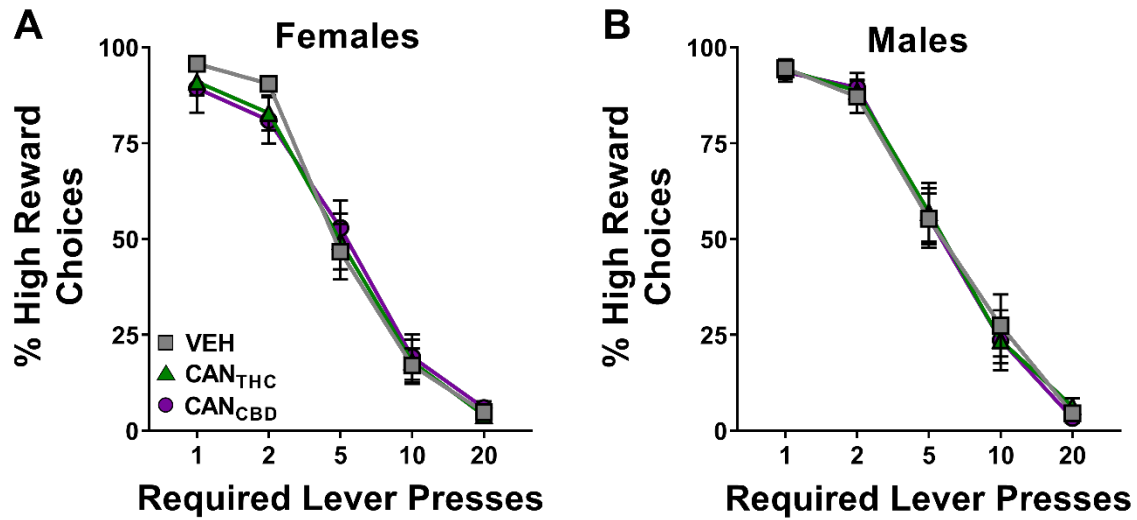 A
Females
% High Reward
Choices
100
75
50
25
0
VEH
CANTHC
CANCBD
1 2 5 10 20
Required Lever Presses
B
Males
% High Reward
Choices
100
75
50
25
0
1 2 5 10 20
Required Lever Presses